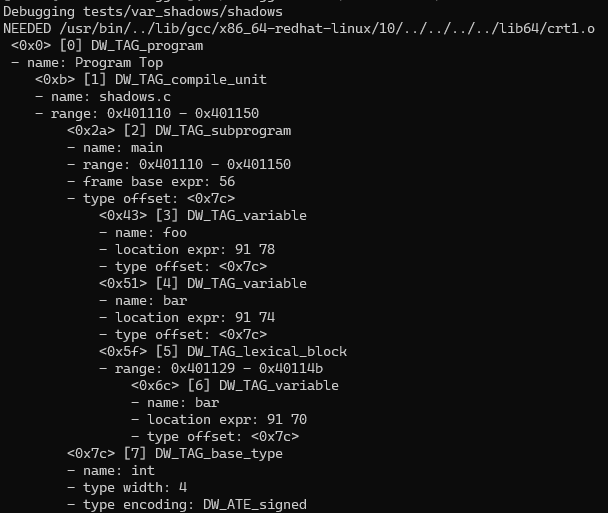 Debugging tests/var_shadows/shadows
NEEDED /usr/bin/../lib/gcc/x86_64-redhat-linux/10/../../../../lib64/crt1.o
<0x0> [0] DW_TAG_program
- name: Program Top
<0xb> [1] DW_TAG_compile_unit
- name: shadows.c
- range: 0x401110 - 0x401150
<0x2a> [2] DW_TAG_subprogram
- name: main
- range: 0x401110 - 0x401150
- frame base expr: 56
- type offset: <0x7c>
<0x43> [3] DW_TAG_variable
- name: foo
- location expr: 91 78
- type offset: <0x7c>
<0x51> [4] DW_TAG_variable
- name: bar
- location expr: 91 74
- type offset: <0x7c>
<0x5f> [5] DW_TAG_lexical_block
- range: 0x401129 - 0x40114b
<0x6c> [6] DW_TAG_variable
- name: bar
- location expr: 91 70
- type offset: <0x7c>
<0x7c> [7] DW_TAG_base_type
- name: int
- type width: 4
- type encoding: DW_ATE_signed